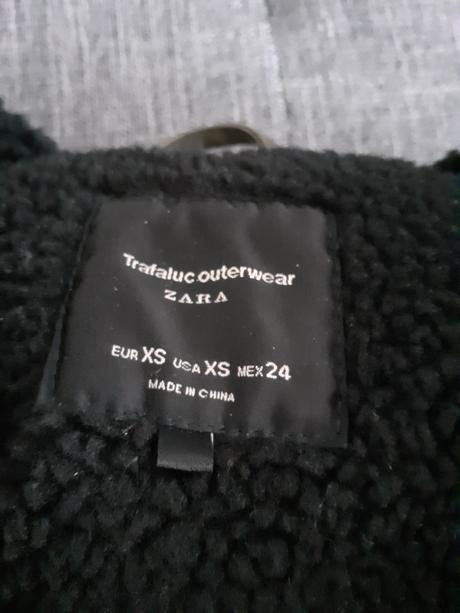 Trafaluc.outerwear
ZARA
EUR XS USA XS MEX 24
MADE IN CHINA